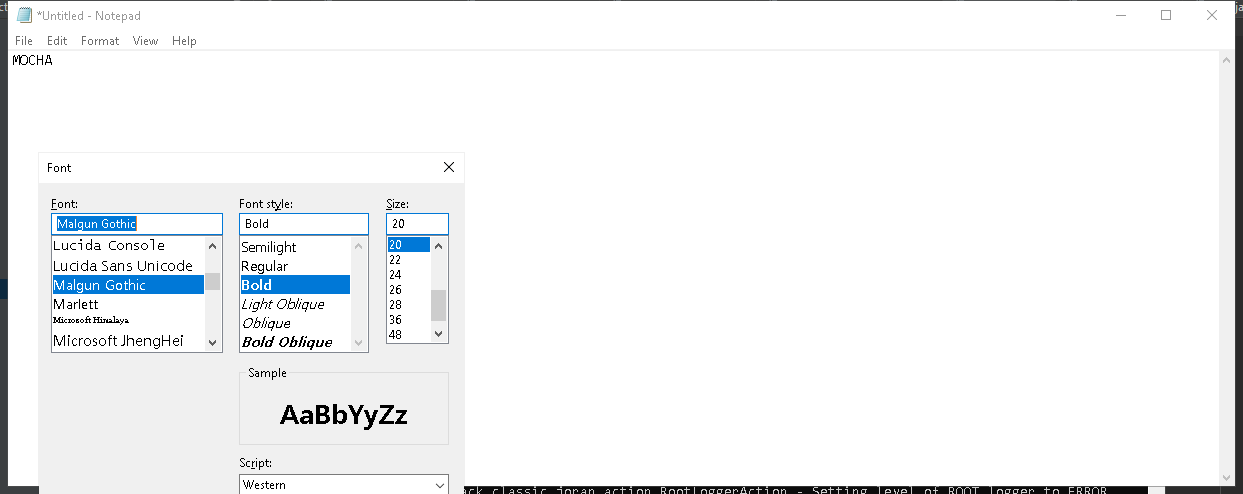 *Untitled - Notepad
File Edit Format View Help
MOCHA
Font
Font: Font style: Size:
Malgun Gothic Bold 20
Lucida Console Semilight 20
Lucida Sans Unicode Regular 22
Malgun Gothic Bold 24
Marlett Light Oblique 26
Microsoft Himalaya Oblique 28
Microsoft JhengHei Bold Oblique 36
48
Sample
AaBbYyZz
Script:
Western
ack.classic.joran.action.RootLoggerAction - Setting level of ROOT logger to ERROR